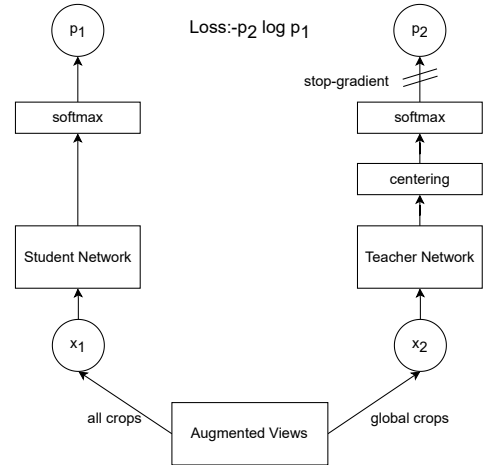 p1
Loss:-p2 log p1
p2
stop-gradient
softmax
softmax
centering
Student Network
Teacher Network
x1
x2
all crops
global crops
Augmented Views